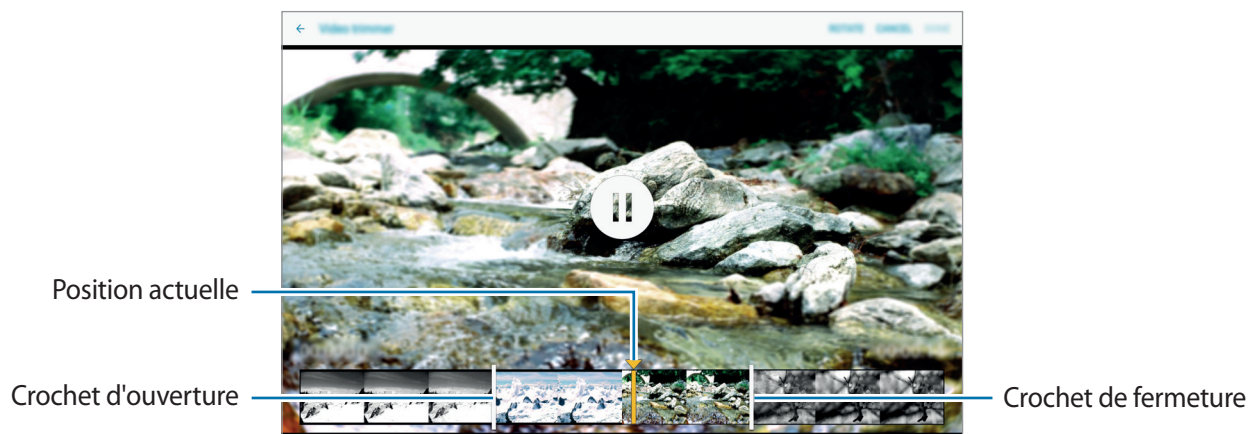 Video trimmer
ROTATE CANCEL
Position actuelle
Crochet d'ouverture
Crochet de fermeture